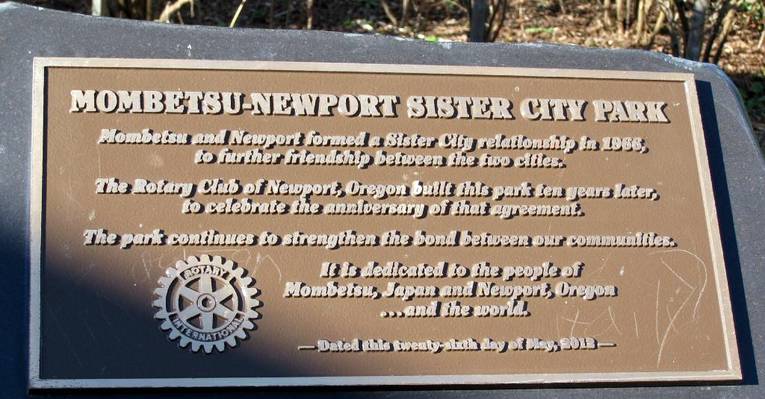 MOMBETSU-NEWPORT SISTER CITY PARK
Mombetsu and Newport formed a Sister City relationship in 1966,
to further friendship between the two cities.
The Rotary Club of Newport, Oregon built this park ten years later,
to celebrate the anniversary of that agreement.
The park continues to strengthen the bond between our communities.
It is dedicated to the people of
Mombetsu, Japan and Newport, Oregon
...and the world.
ROTARY
INTERNATIONAL
— Dated this twenty-sixth day of May, 2012 —